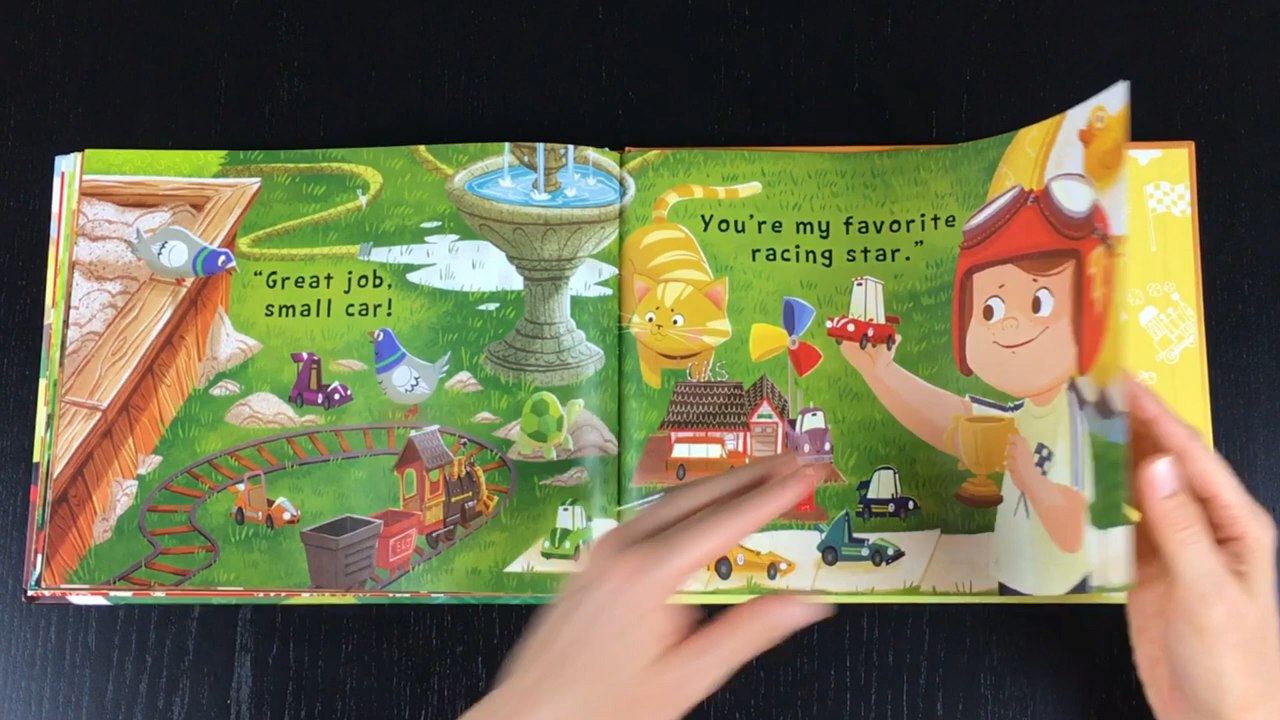 “Great job,
small car!
You’re my favorite
racing star.”